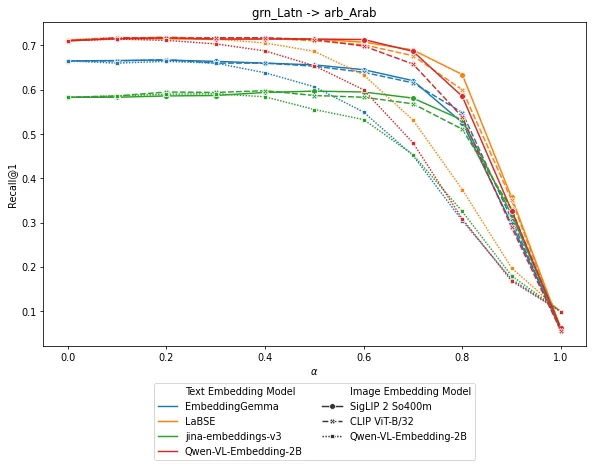 grn_Latn -> arb_Arab
Recall@1
0.7
0.6
0.5
0.4
0.3
0.2
0.1
0.0 0.2 0.4 0.6 0.8 1.0
α
Text Embedding Model
EmbeddingGemma
LaBSE
jina-embeddings-v3
Qwen-VL-Embedding-2B
Image Embedding Model
SigLIP 2 So400m
CLIP ViT-B/32
Qwen-VL-Embedding-2B